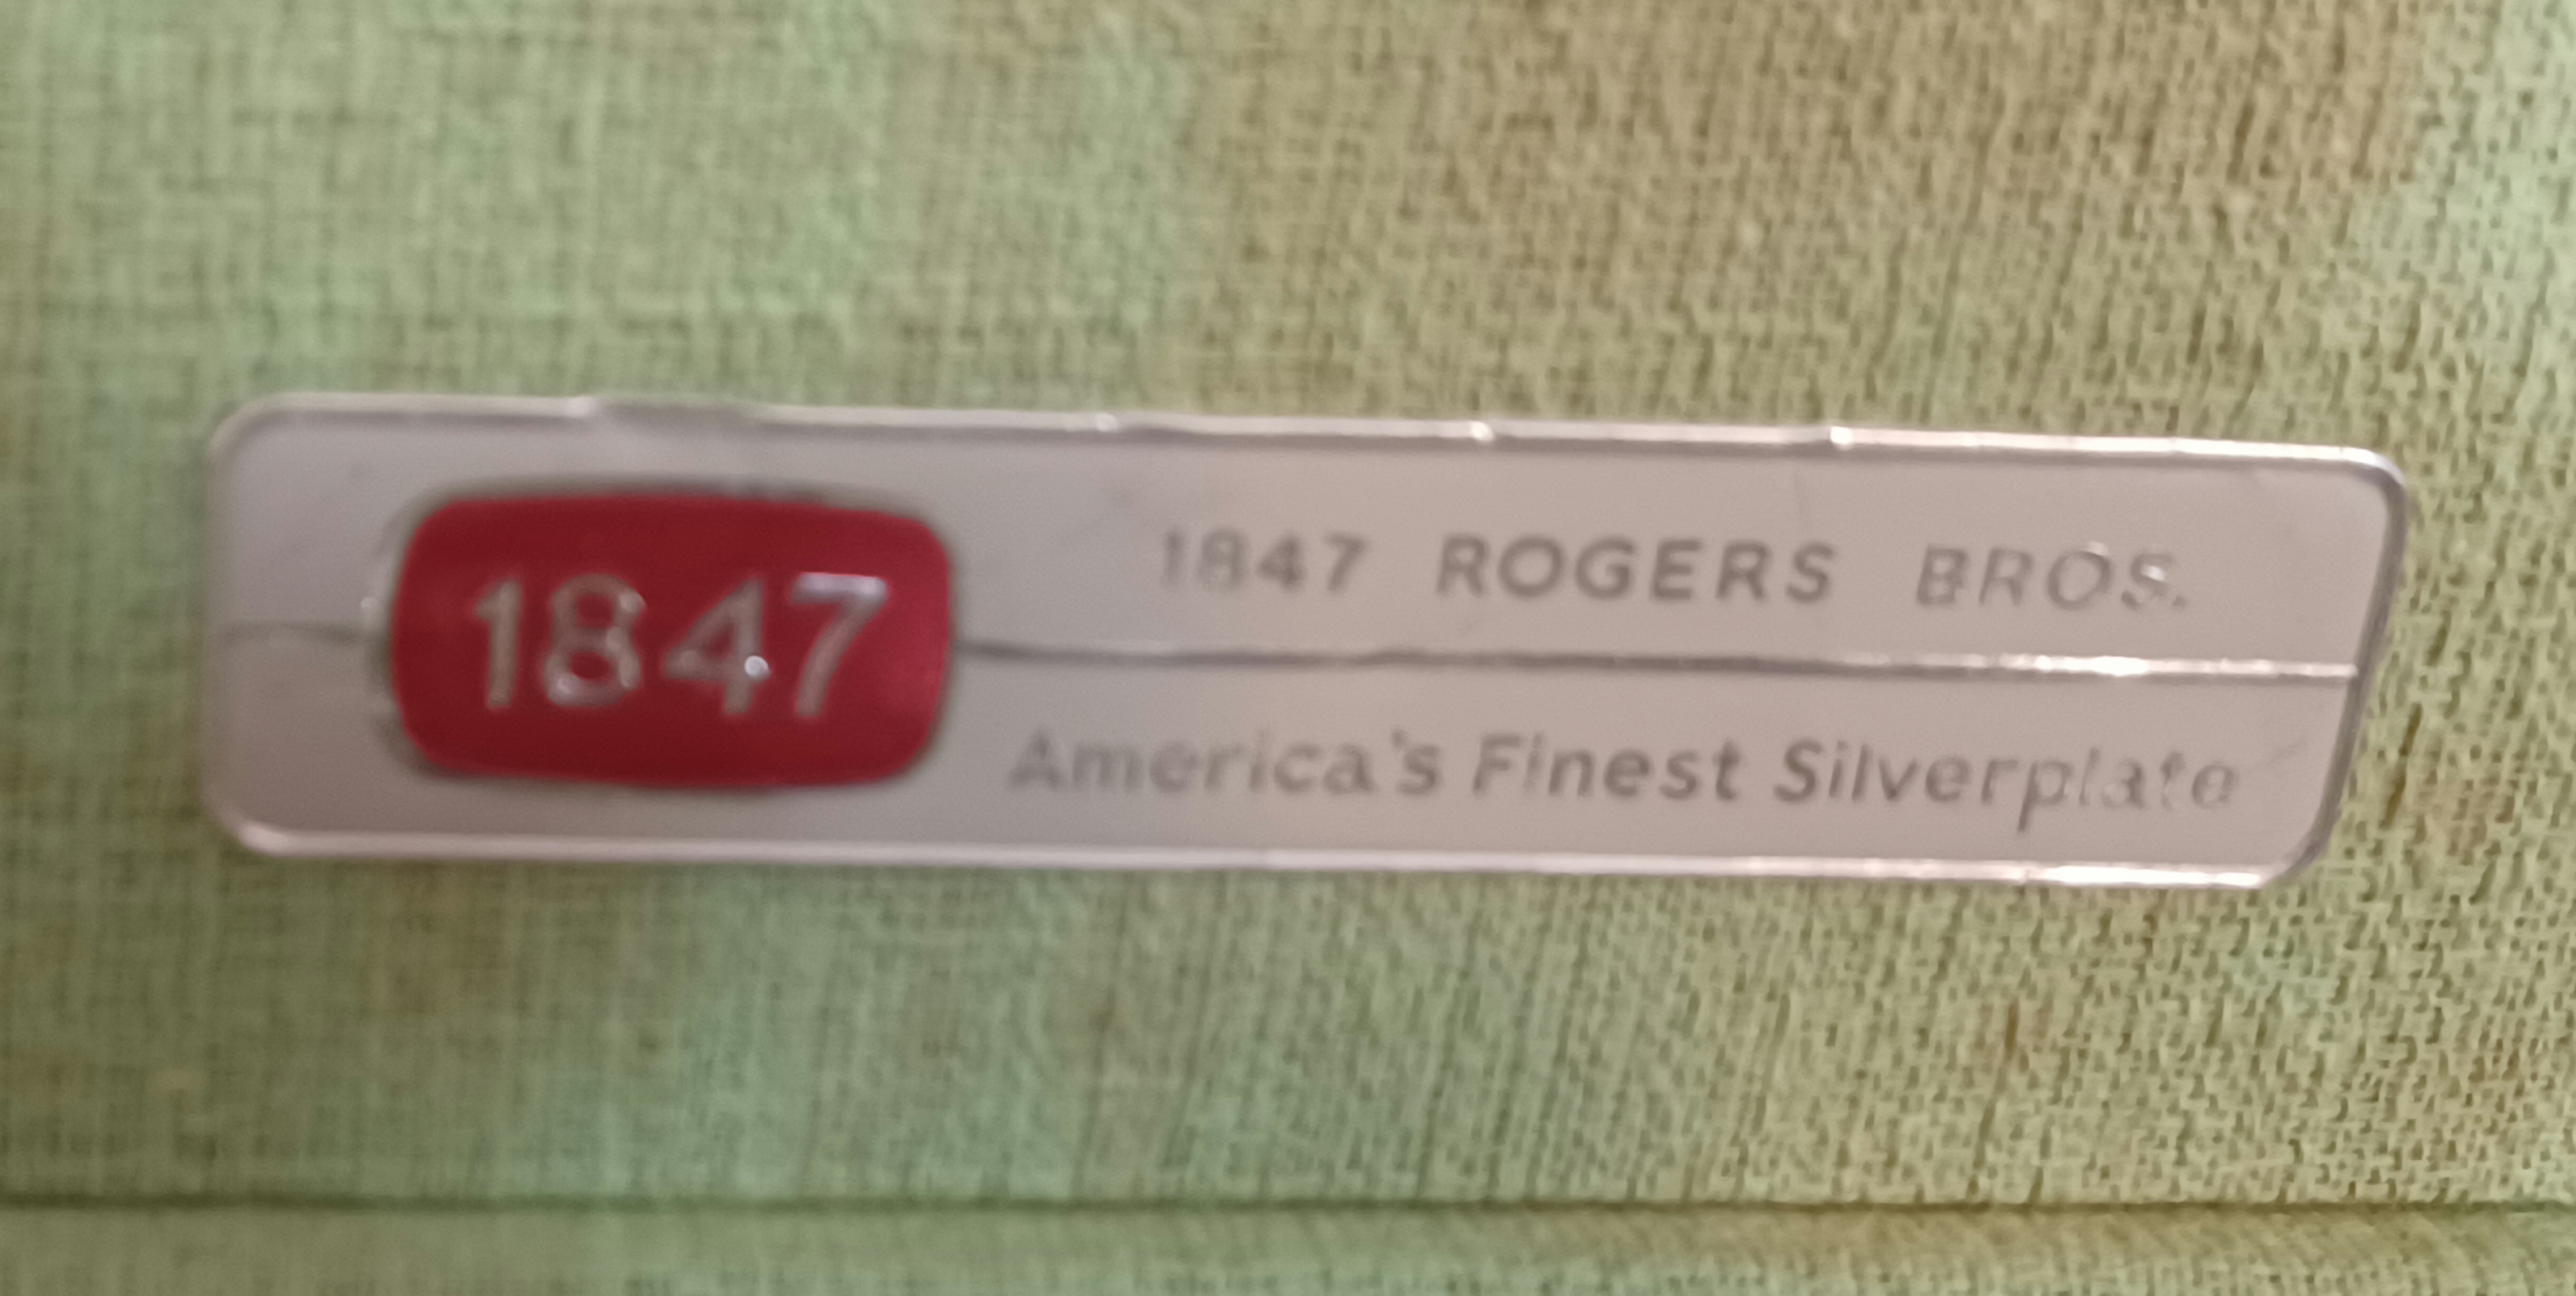 1847
1847 ROGERS BROS.
America's Finest Silverplate